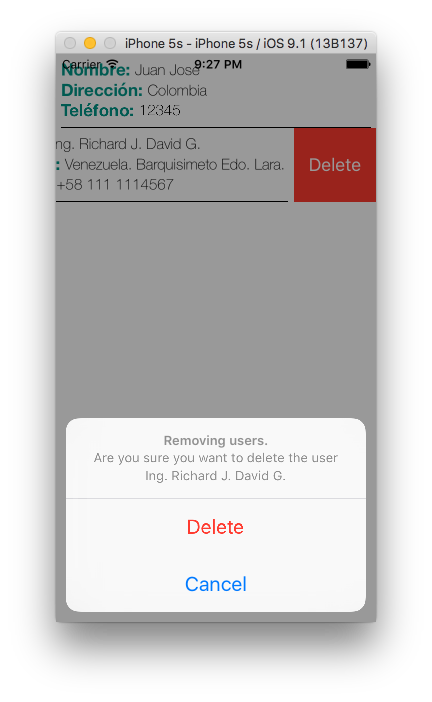 iPhone 5s - iPhone 5s / iOS 9.1 (13B137)
Carrier 9:27 PM
Nombre: Juan José
Dirección: Colombia
Teléfono: 12345
ng. Richard J. David G.
: Venezuela. Barquisimeto Edo. Lara.
+58 111 1114567
Delete
Removing users.
Are you sure you want to delete the user
Ing. Richard J. David G.
Delete
Cancel